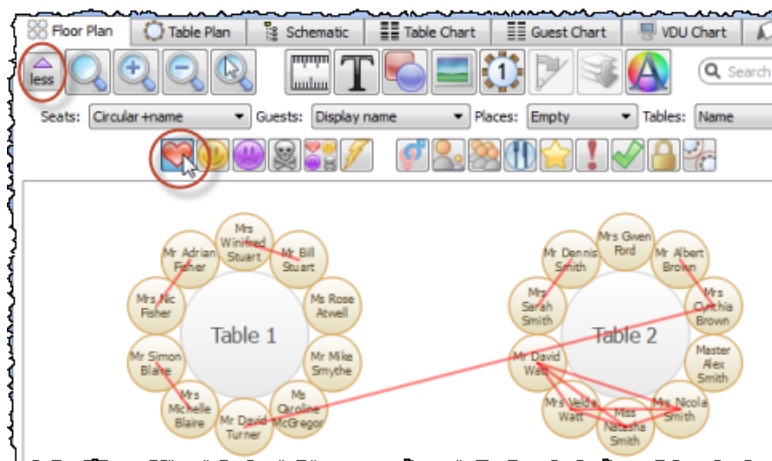 Floor Plan
Table Plan
Schematic
Table Chart
Guest Chart
VDU Chart
less
T
1
A
Search
Seats:
Circular +name
Guests:
Display name
Places:
Empty
Tables:
Name
Mrs
Winifred
Stuart
Mr Adrian
Fisher
Mr Bill
Stuart
Mrs Nic
Fisher
Ms Rose
Atwell
Table 1
Mr Simon
Blaire
Mr Mike
Smythe
Mrs
Michelle
Blaire
Mr David
Turner
Ms
Caroline
McGregor
Mrs Gwen
Ford
Mr Dennis
Smith
Mr Albert
Brown
Mrs
Sarah
Smith
Mrs
Cynthia
Brown
Table 2
Mr David
Watt
Master
Alex
Smith
Mrs Velda
Watt
Miss
Natasha
Smith
Mrs Nicola
Smith